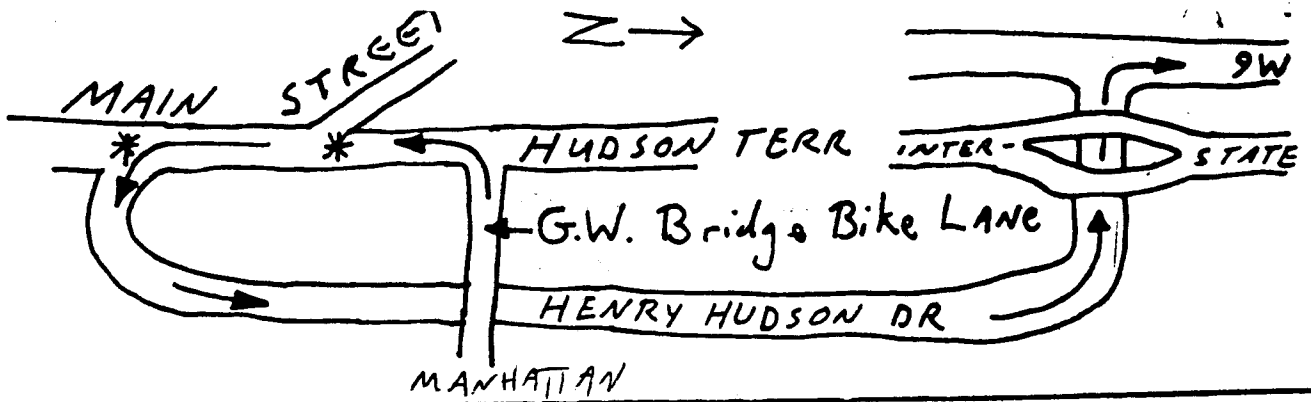 MAIN STREET
Z
9W
HUDSON TERR
INTER-
STATE
G.W. Bridge Bike LANE
HENRY HUDSON DR
MANHATTAN